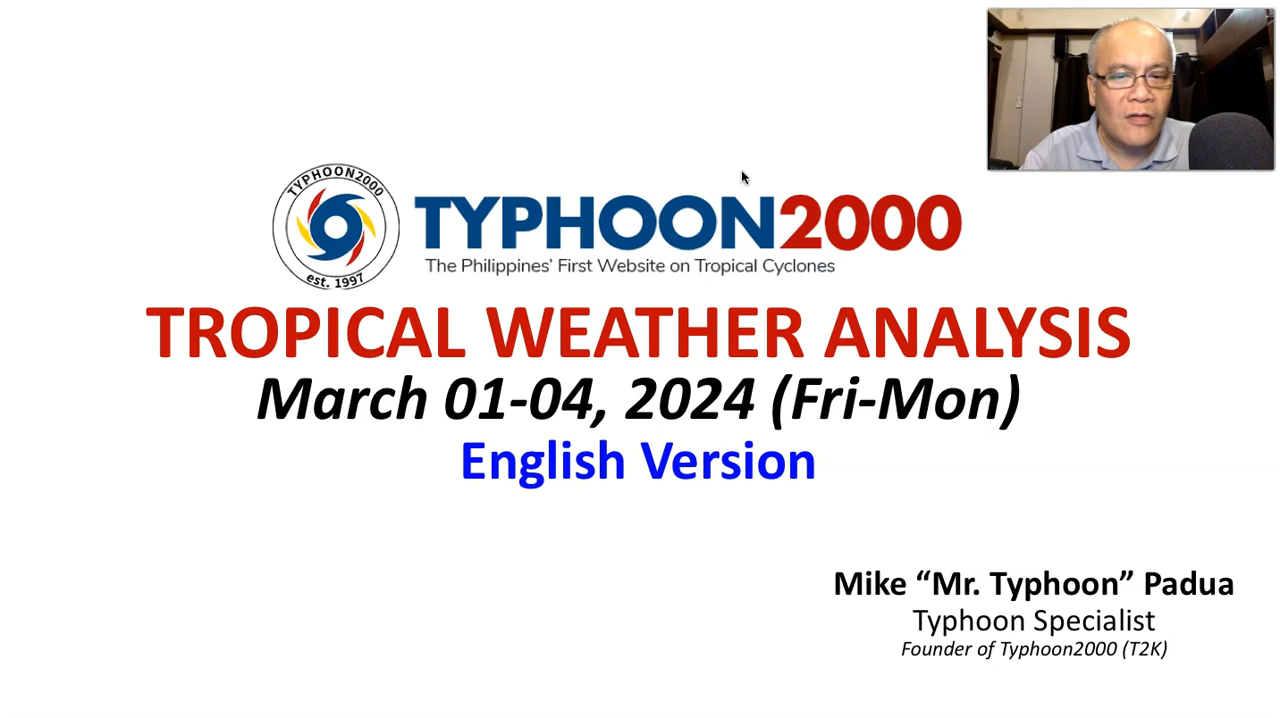 TYPHOON2000
est. 1997
TYPHOON2000
The Philippines' First Website on Tropical Cyclones
TROPICAL WEATHER ANALYSIS
March 01-04, 2024 (Fri-Mon)
English Version
Mike “Mr. Typhoon” Padua
Typhoon Specialist
Founder of Typhoon2000 (T2K)